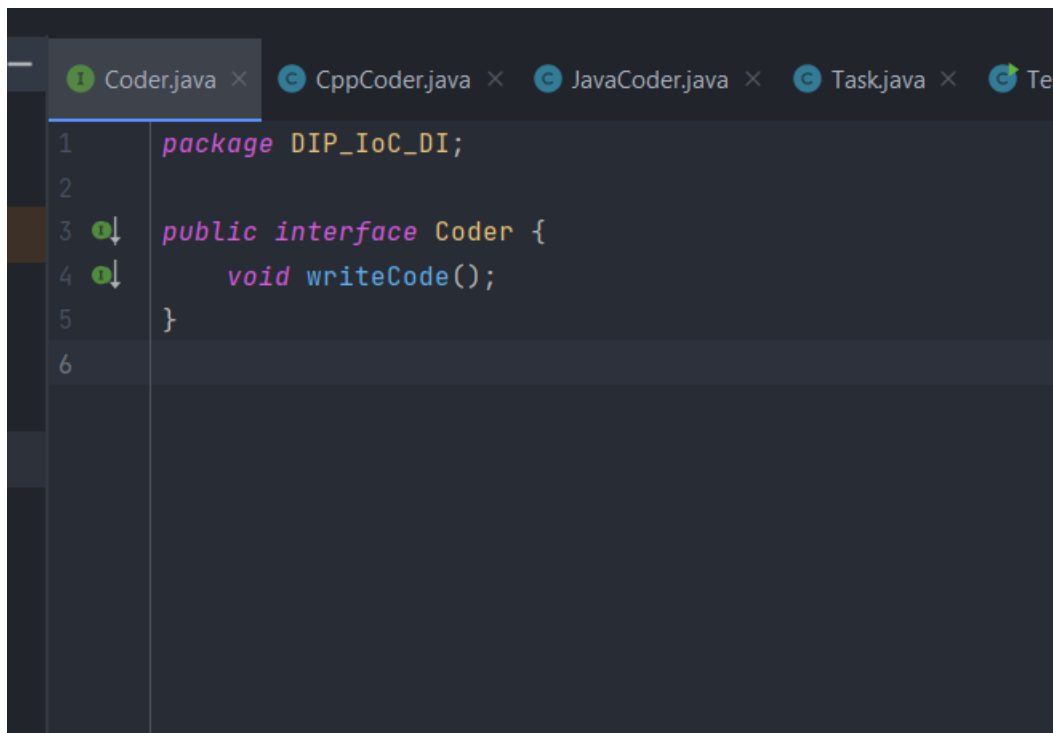 Coder.java CppCoder.java JavaCoder.java Task.java Te
1 package DIP_IoC_DI;
2
3 public interface Coder {
4 void writeCode();
5 }
6